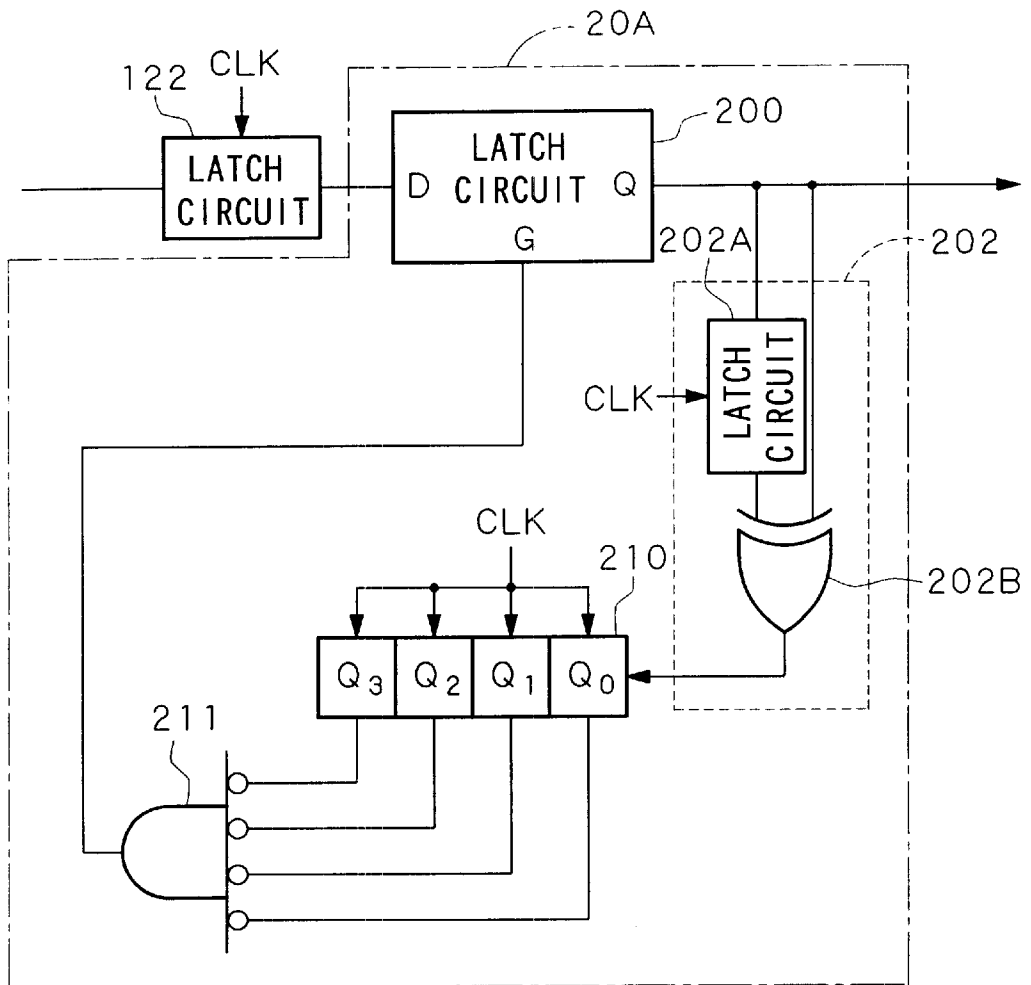 20A
122
CLK
LATCH
CIRCUIT
200
LATCH
CIRCUIT
D
Q
G
202A
202
CLK
LATCH
CIRCUIT
202B
CLK
210
Q3
Q2
Q1
Q0
211